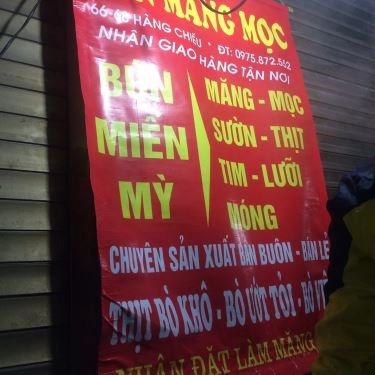 MĂNG MỌC
66-68 HÀNG CHIẾU • ĐT: 0975.872.552
NHẬN GIAO HÀNG TẬN NƠI
BÚN
MIẾN
MỲ
MĂNG - MỌC
SƯỜN - THỊT
TIM - LƯỠI
MÓNG
CHUYÊN SẢN XUẤT BÁN BUÔN - BÁN LẺ
THỊT BÒ KHÔ - BÒ ƯỚT TỎI - BÒ
NHẬN ĐẶT LÀM MĂNG